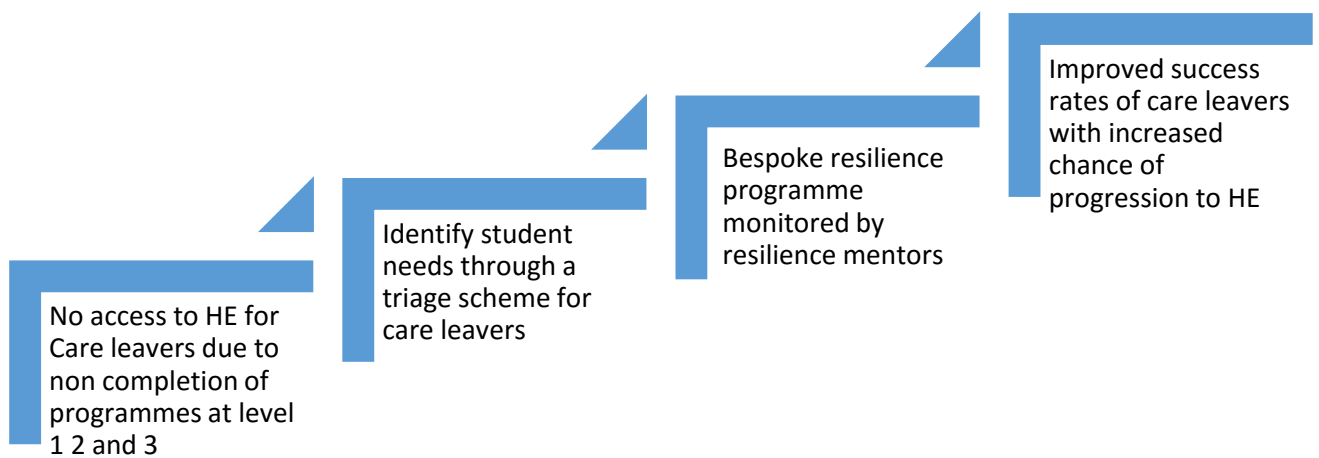 No access to HE for
Care leavers due to
non completion of
programmes at level
1 2 and 3
Identify student
needs through a
triage scheme for
care leavers
Bespoke resilience
programme
monitored by
resilience mentors
Improved success
rates of care leavers
with increased
chance of
progression to HE